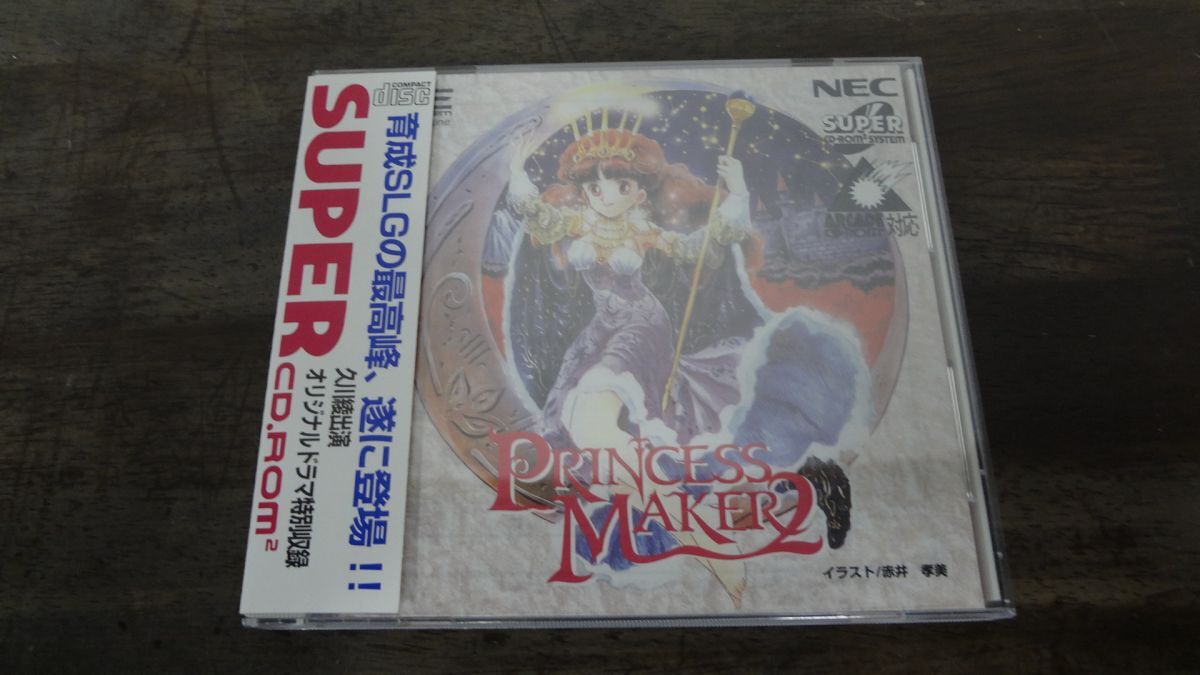 COMPACT
disc
SUPER
CD.ROM²
育成SLGの最高峰、遂に登場!!
久川綾出演
オリジナルドラマ特別収録
NEC
SUPER
CD-ROM² SYSTEM
ARCADE
対応
PRINCESS
MAKER2
イラスト/赤井 孝美